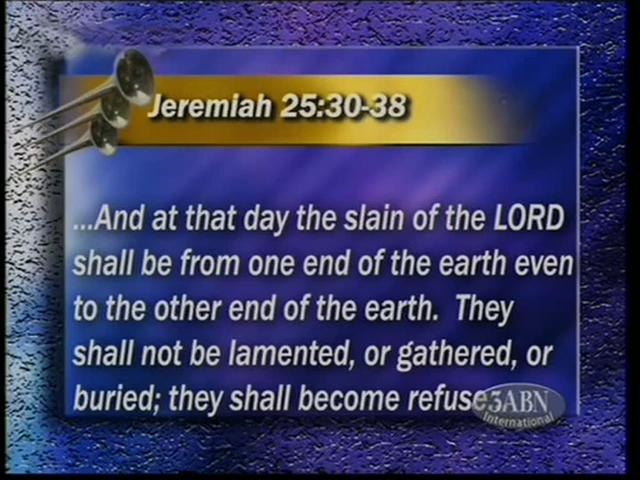 Jeremiah 25:30-38
...And at that day the slain of the LORD
shall be from one end of the earth even
to the other end of the earth. They
shall not be lamented, or gathered, or
buried; they shall become refuse
3ABN
International